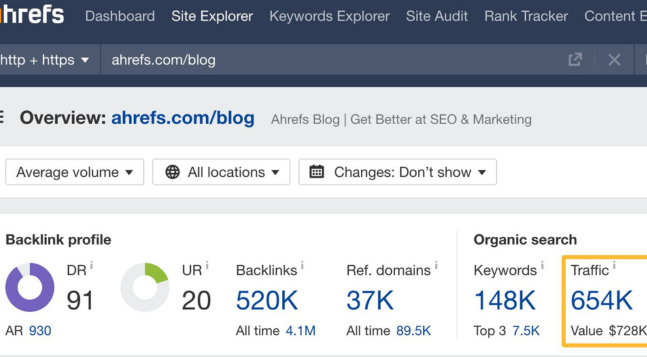 ahrefs Dashboard Site Explorer Keywords Explorer Site Audit Rank Tracker Content E
http + https ahrefs.com/blog
Overview: ahrefs.com/blog Ahrefs Blog | Get Better at SEO & Marketing
Average volume All locations Changes: Don't show
Backlink profile Organic search
DR i UR i Backlinks i Ref. domains i Keywords i Traffic i
91 20 520K 37K 148K 654K
AR 930 All time 4.1M All time 89.5K Top 3 7.5K Value $728K